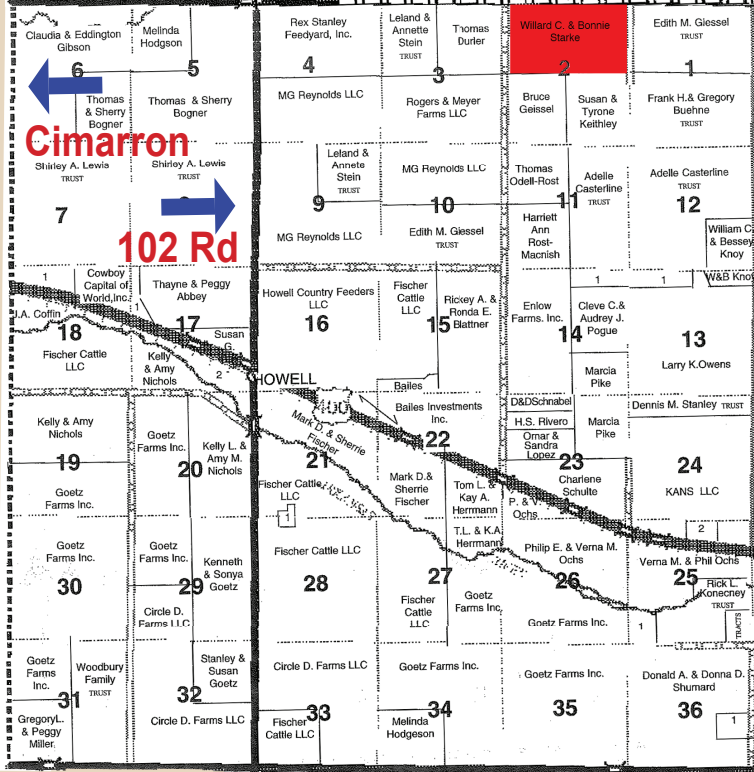 Claudia & Eddington
Gibson
Melinda
Hodgson
Rex Stanley
Feedyard, Inc.
Leland &
Annette
Stein
TRUST
Thomas
Durler
Willard C. & Bonnie
Starke
Edith M. Giessel
TRUST
6
5
4
3
2
1
Thomas
& Sherry
Bogner
Thomas & Sherry
Bogner
MG Reynolds LLC
Rogers & Meyer
Farms LLC
Bruce
Geissel
Susan &
Tyrone
Keithley
Frank H.& Gregory
Buehne
TRUST
Cimarron
Shirley A. Lewis
TRUST
Shirley A. Lewis
TRUST
Leland &
Annete
Stein
TRUST
MG Reynolds LLC
Thomas
Odell-Rost
Adelle
Casterline
TRUST
Adelle Casterline
TRUST
7
9
10
11
12
102 Rd
MG Reynolds LLC
Edith M. Giessel
TRUST
Harriett
Ann
Rost-
Macnish
William C
& Bessey
Knoy
W&B Knoy
1
Cowboy
Capital of
World,Inc.
1
Thayne & Peggy
Abbey
Howell Country Feeders
LLC
Fischer
Cattle
LLC
Rickey A. &
Ronda E.
Blattner
1
1
Enlow
Farms. Inc.
Cleve C.&
Audrey J.
Pogue
J.A. Coffin
18
17
16
15
14
13
Fischer Cattle
LLC
Kelly
& Amy
Nichols
Susan
G.
2
Larry K.Owens
Marcia
Pike
HOWELL
400
Bailes
Bailes Investments
Inc.
D&DSchnabel
Dennis M. Stanley TRUST
Kelly & Amy
Nichols
Goetz
Farms Inc.
Kelly L. &
Amy M.
Nichols
Mark D. & Sherrie
Fischer
H.S. Rivero
Omar &
Sandra
Lopez
Marcia
Pike
19
20
21
22
23
24
Goetz
Farms Inc.
Fischer Cattle
LLC
1
Mark D.&
Sherrie
Fischer
Tom L. &
Kay A.
Herrmann
P. & V.
Ochs
Charlene
Schulte
KANS LLC
2
Goetz
Farms Inc.
Goetz
Farms Inc.
Kenneth
& Sonya
Goetz
Fischer Cattle LLC
T.L. & K.A.
Herrmann
Philip E. & Verna M.
Ochs
Verna M. & Phil Ochs
30
29
28
27
26
25
Circle D.
Farms LLC
Fischer
Cattle
LLC
Goetz
Farms Inc.
Goetz Farms Inc.
Rick L.
Konecney
TRUST
1
TRACTS
Goetz
Farms
Inc.
Woodbury
Family
TRUST
Stanley &
Susan
Goetz
Circle D. Farms LLC
Goetz Farms Inc.
Goetz Farms Inc.
Donald A. & Donna D.
Shumard
31
32
33
34
35
36
GregoryL.
& Peggy
Miller.
Circle D. Farms LLC
Fischer
Cattle LLC
Melinda
Hodgeson
1